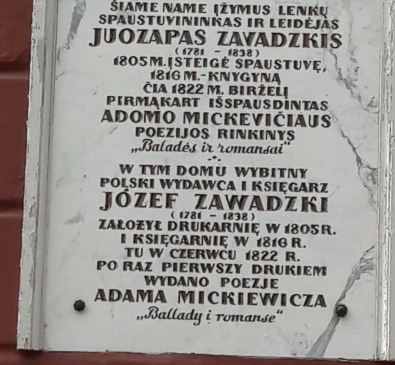 ŠIAME NAME ĮŽYMUS LENKŲ
SPAUSTUVININKAS IR LEIDĖJAS
JUOZAPAS ZAVADZKIS
(1781 - 1838)
1805 M. ĮSTEIGĖ SPAUSTUVĘ,
1816 M. - KNYGYNĄ
ČIA 1822 M. BIRŽELĮ
PIRMĄKART IŠSPAUSDINTAS
ADOMO MICKEVIČIAUS
POEZIJOS RINKINYS
„Baladės ir romansai“
W TYM DOMU WYBITNY
POLSKI WYDAWCA I KSIĘGARZ
JÓZEF ZAWADZKI
(1781 - 1838)
ZAŁOŻYŁ DRUKARNIĘ W 1805 R.
I KSIĘGARNIĘ W 1816 R.
TU W CZERWCU 1822 R.
PO RAZ PIERWSZY DRUKIEM
WYDANO POEZJE
ADAMA MICKIEWICZA
„Ballady i romanse“